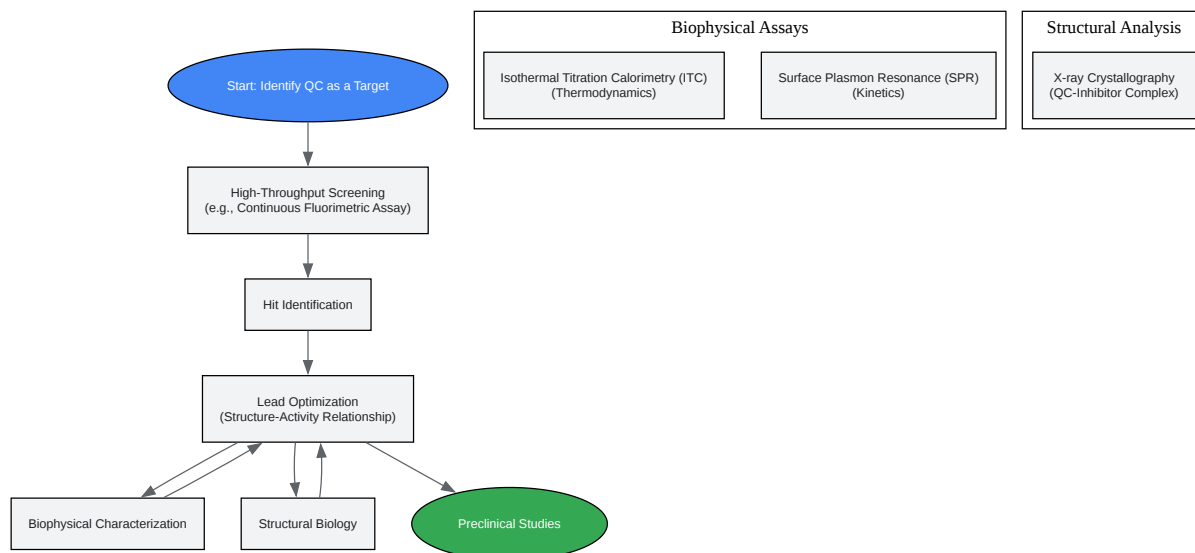 Start: Identify QC as a Target
High-Throughput Screening
(e.g., Continuous Fluorimetric Assay)
Hit Identification
Lead Optimization
(Structure-Activity Relationship)
Biophysical Characterization
Structural Biology
Preclinical Studies
Biophysical Assays
Isothermal Titration Calorimetry (ITC)
(Thermodynamics)
Surface Plasmon Resonance (SPR)
(Kinetics)
Structural Analysis
X-ray Crystallography
(QC-Inhibitor Complex)